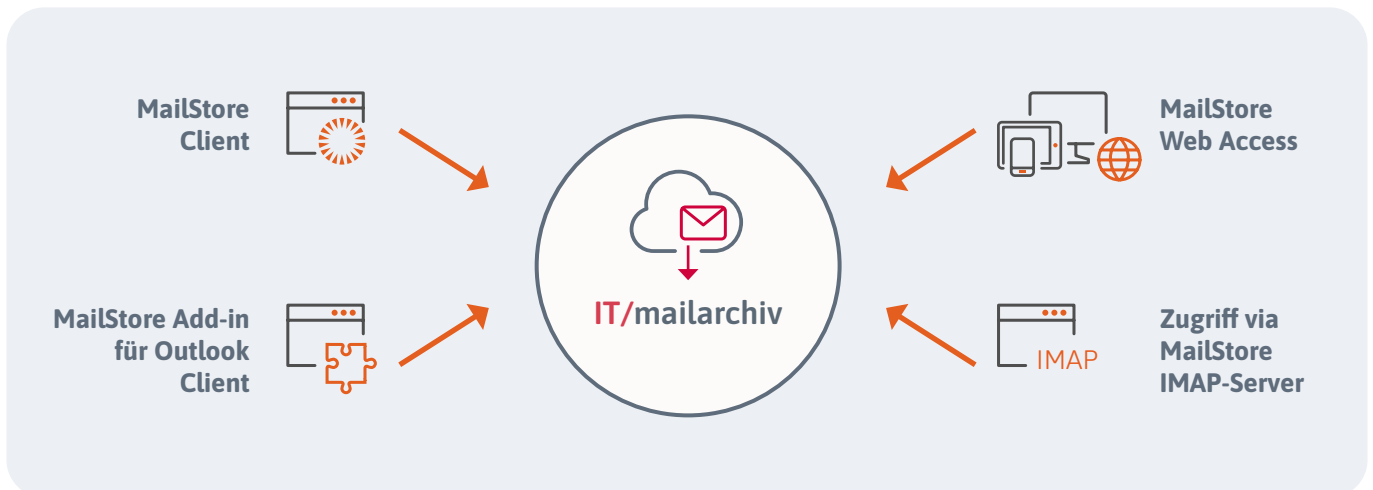 MailStore
Client
MailStore
Web Access
IT/mailarchiv
MailStore Add-in
für Outlook
Client
IMAP
Zugriff via
MailStore
IMAP-Server